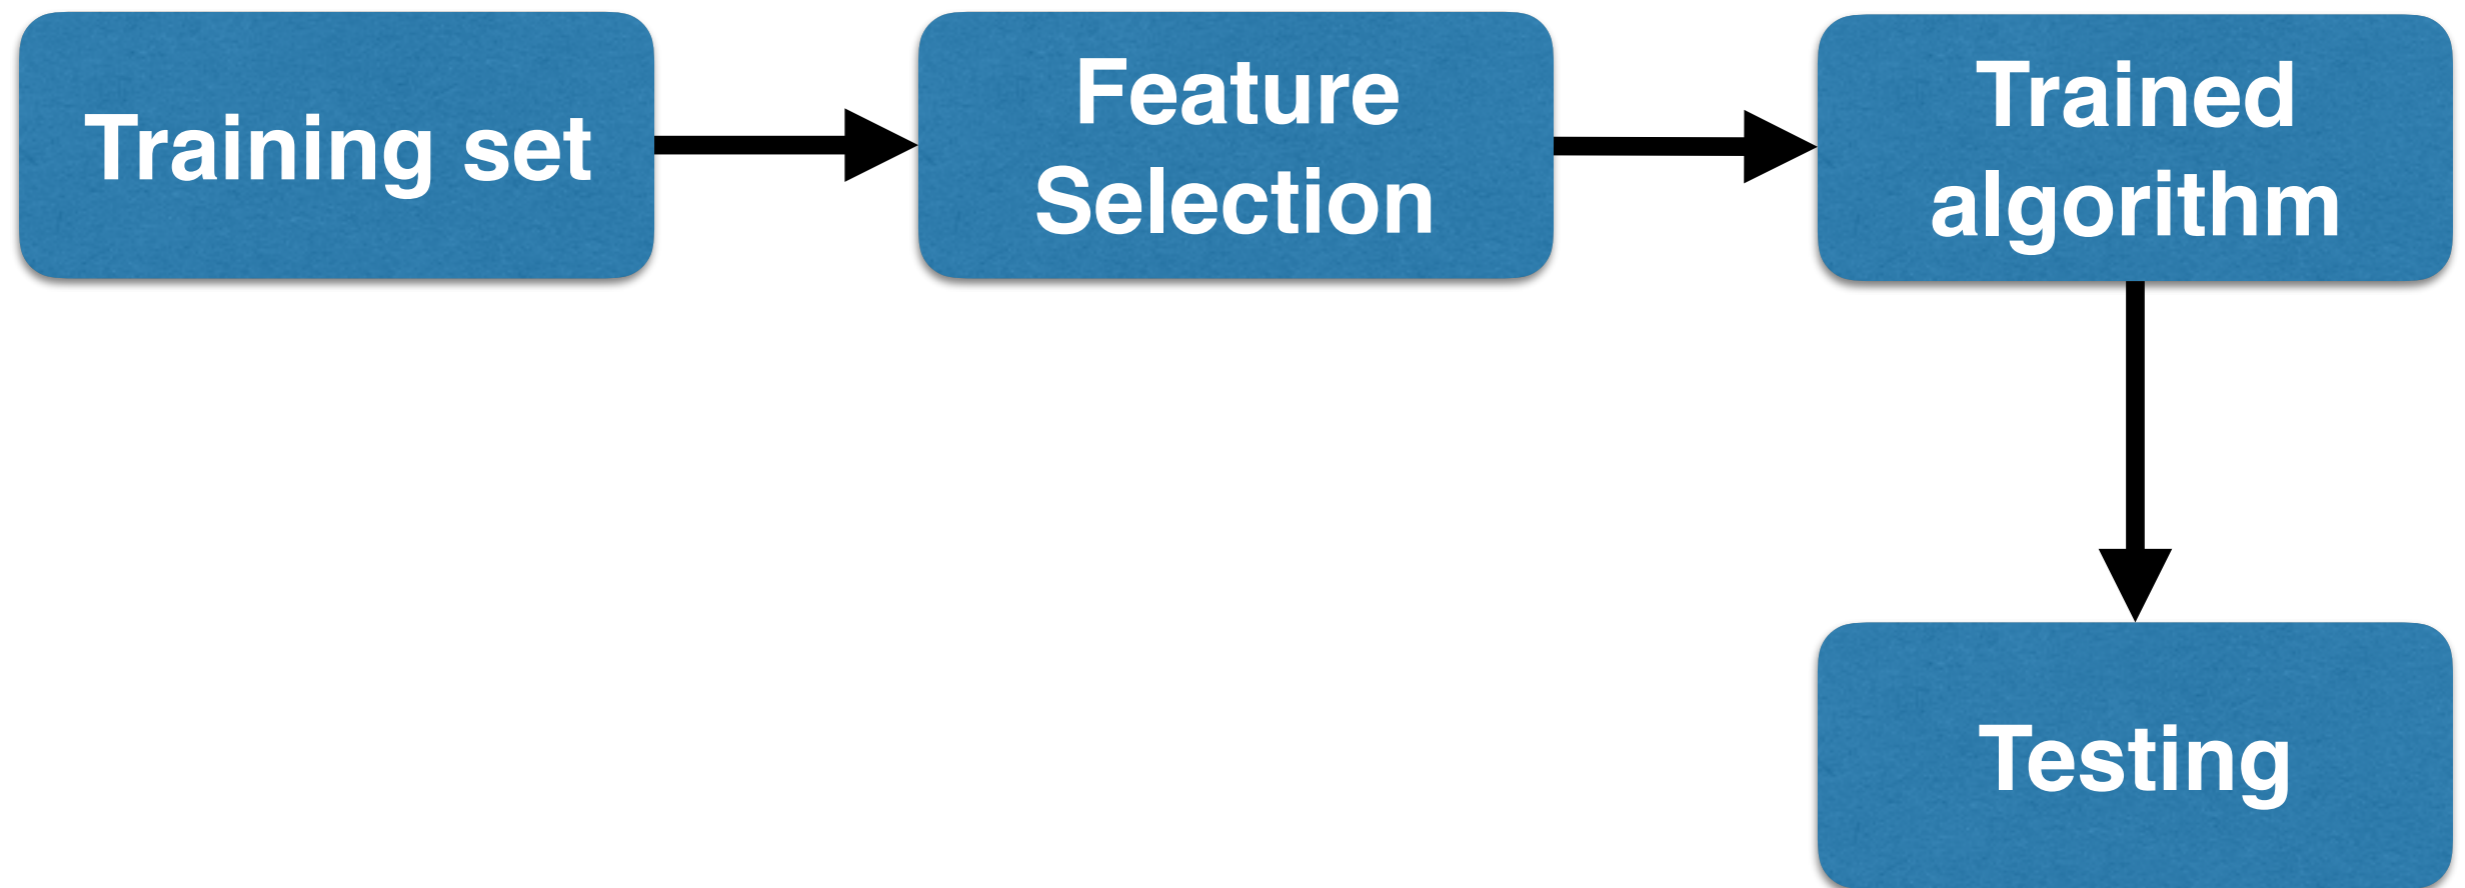 Training set
Feature
Selection
Trained
algorithm
Testing